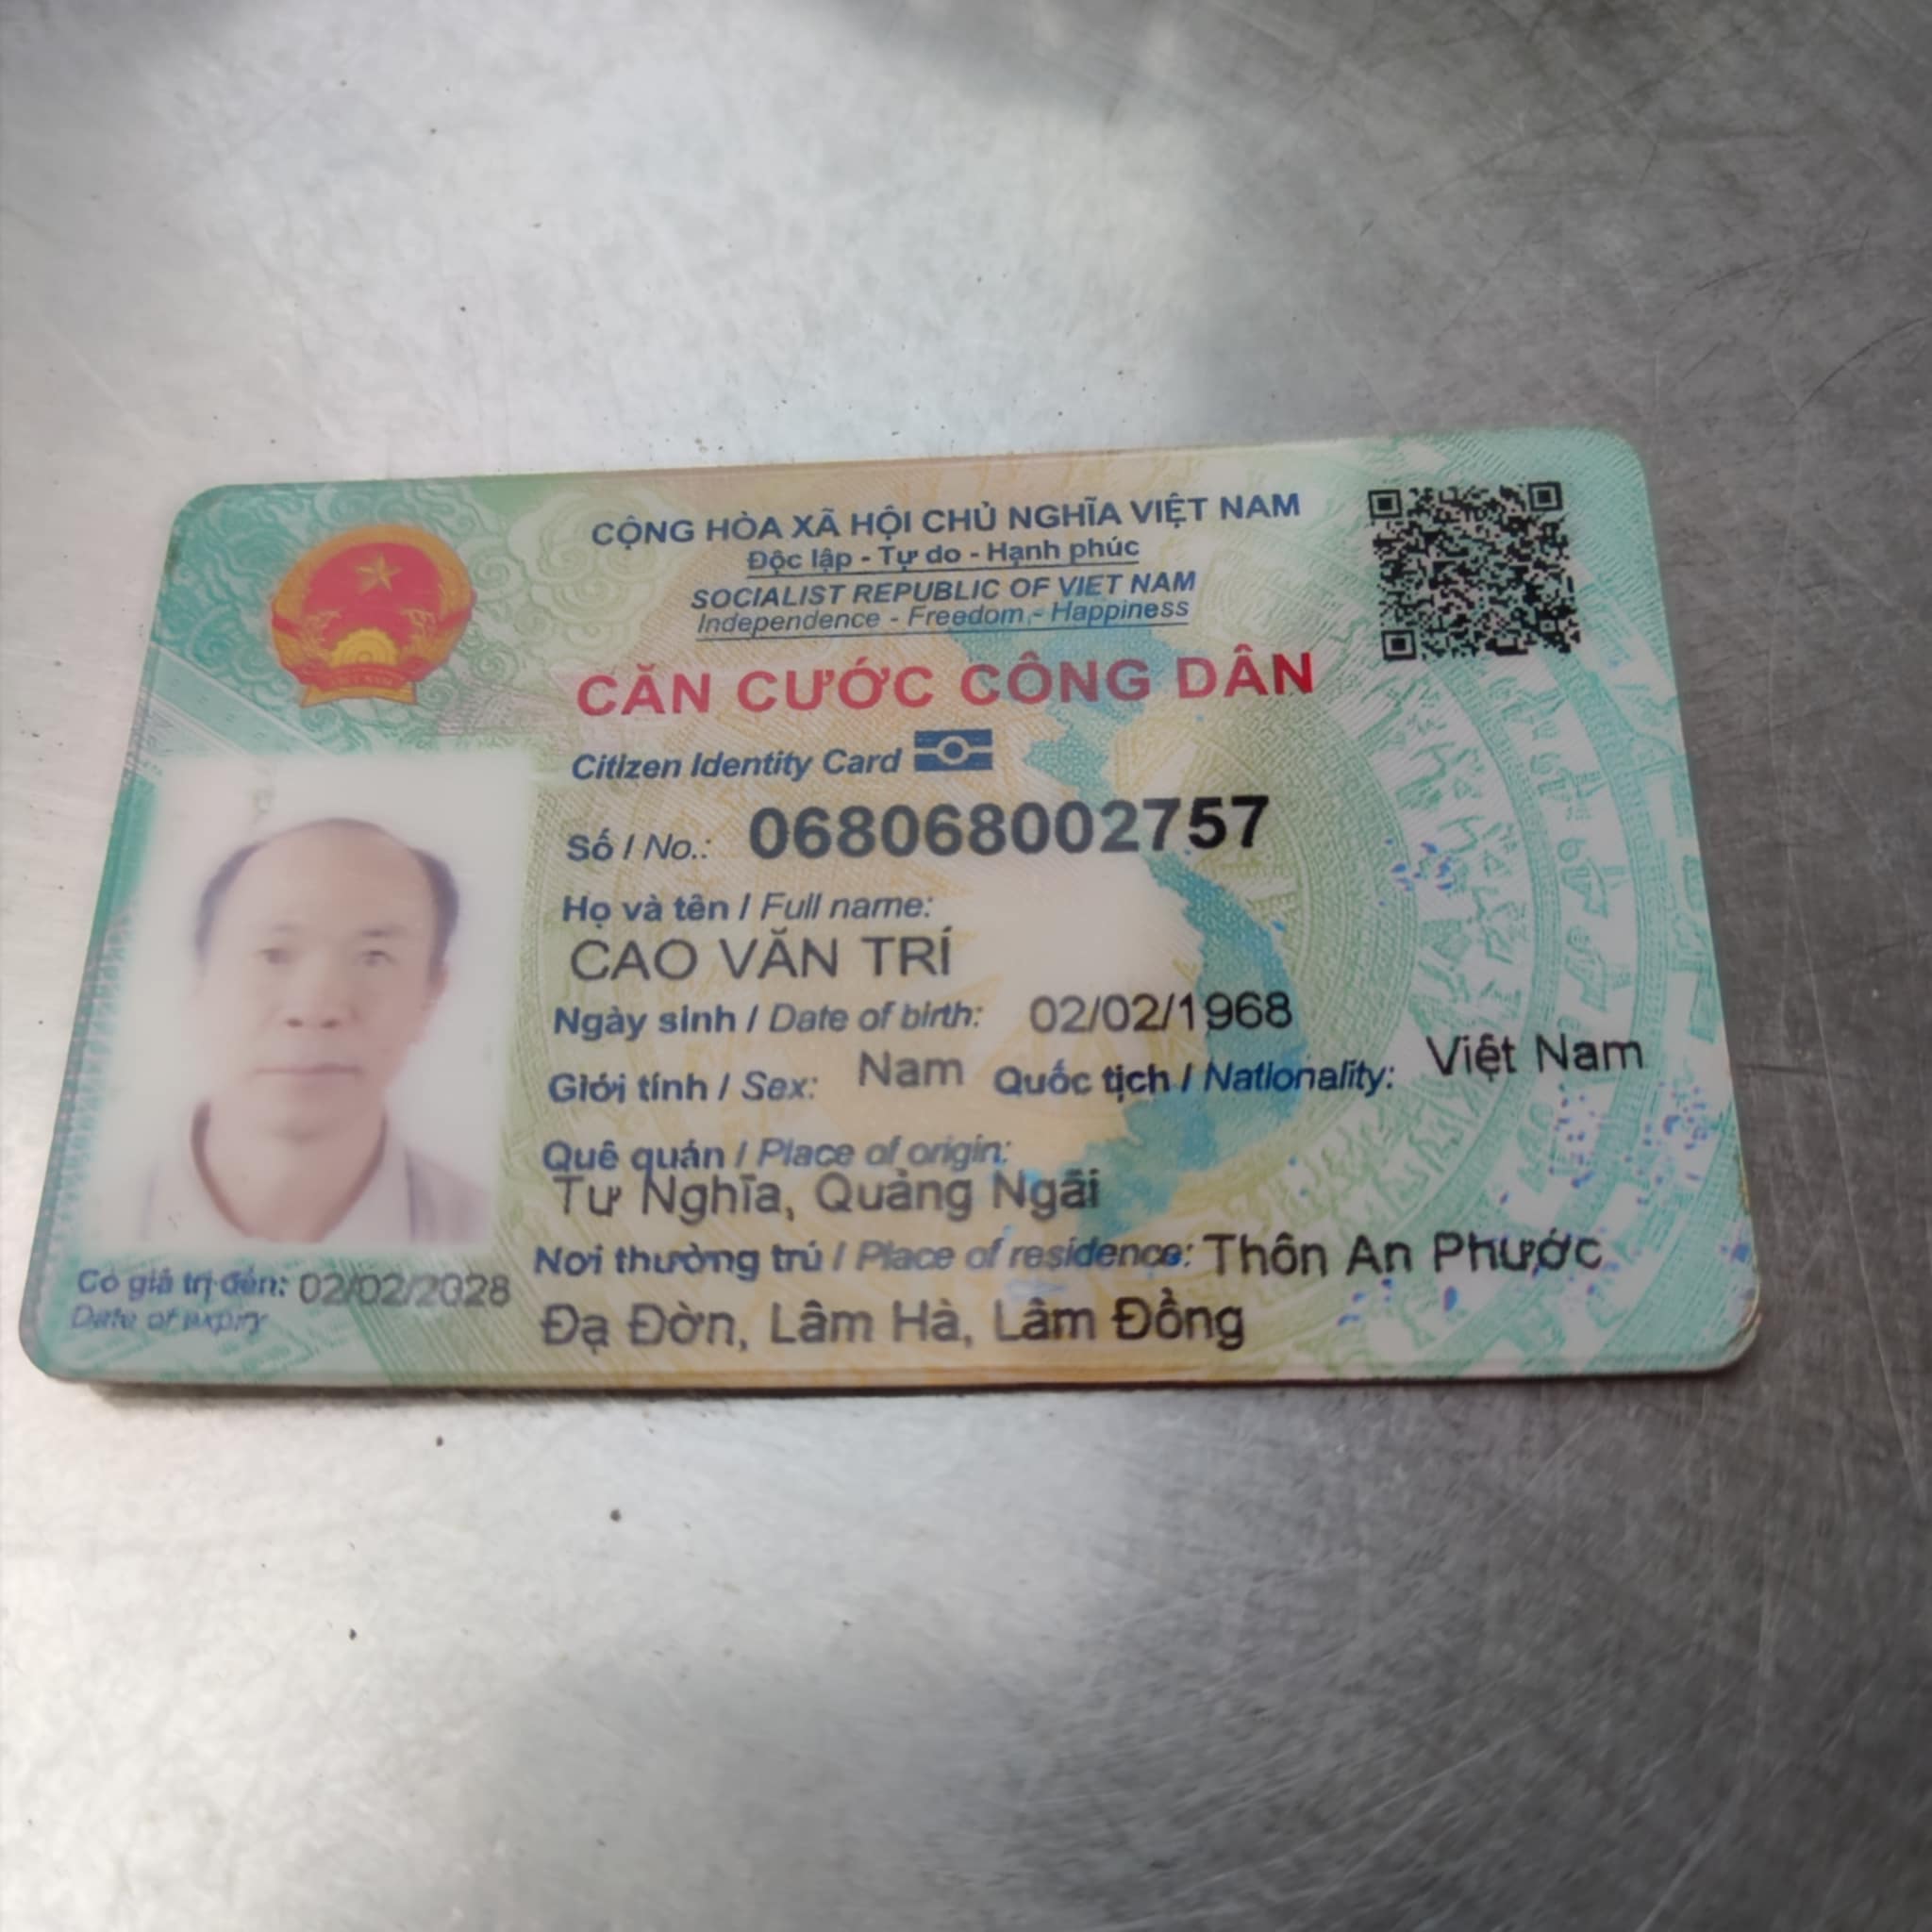 CỘNG HÒA XÃ HỘI CHỦ NGHĨA VIỆT NAM
Độc lập - Tự do - Hạnh phúc
SOCIALIST REPUBLIC OF VIET NAM
Independence - Freedom - Happiness
CĂN CƯỚC CÔNG DÂN
Citizen Identity Card
Số / No.: 068068002757
Họ và tên / Full name:
CAO VĂN TRÍ
Ngày sinh / Date of birth: 02/02/1968
Giới tính / Sex: Nam Quốc tịch / Nationality: Việt Nam
Quê quán / Place of origin:
Tư Nghĩa, Quảng Ngãi
Nơi thường trú / Place of residence: Thôn An Phước
Đạ Đờn, Lâm Hà, Lâm Đồng
Có giá trị đến: 02/02/2028
Date of expiry